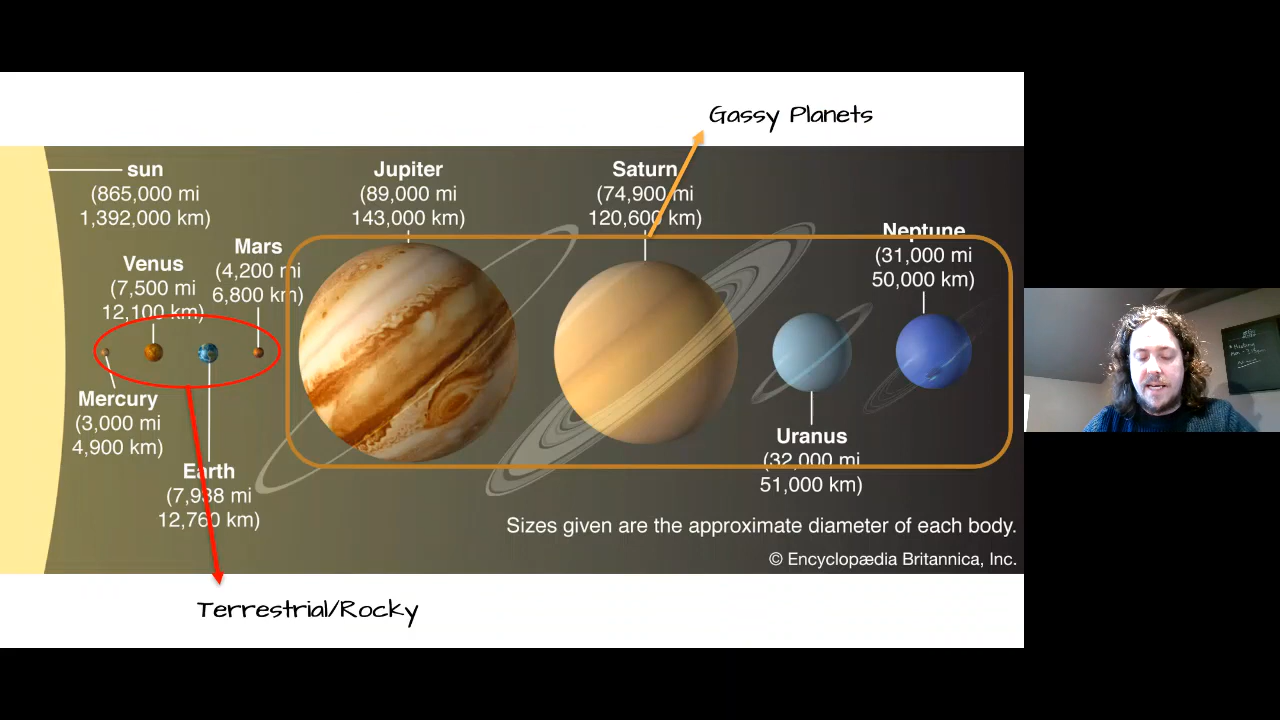 Gassy Planets
sun
(865,000 mi
1,392,000 km)
Jupiter
(89,000 mi
143,000 km)
Saturn
(74,900 mi
120,600 km)
Neptune
(31,000 mi
50,000 km)
Mars
(4,200 mi
6,800 km)
Venus
(7,500 mi
12,100 km)
Mercury
(3,000 mi
4,900 km)
Earth
(7,938 mi
12,760 km)
Uranus
(32,000 mi
51,000 km)
Sizes given are the approximate diameter of each body.
© Encyclopædia Britannica, Inc.
Terrestrial/Rocky